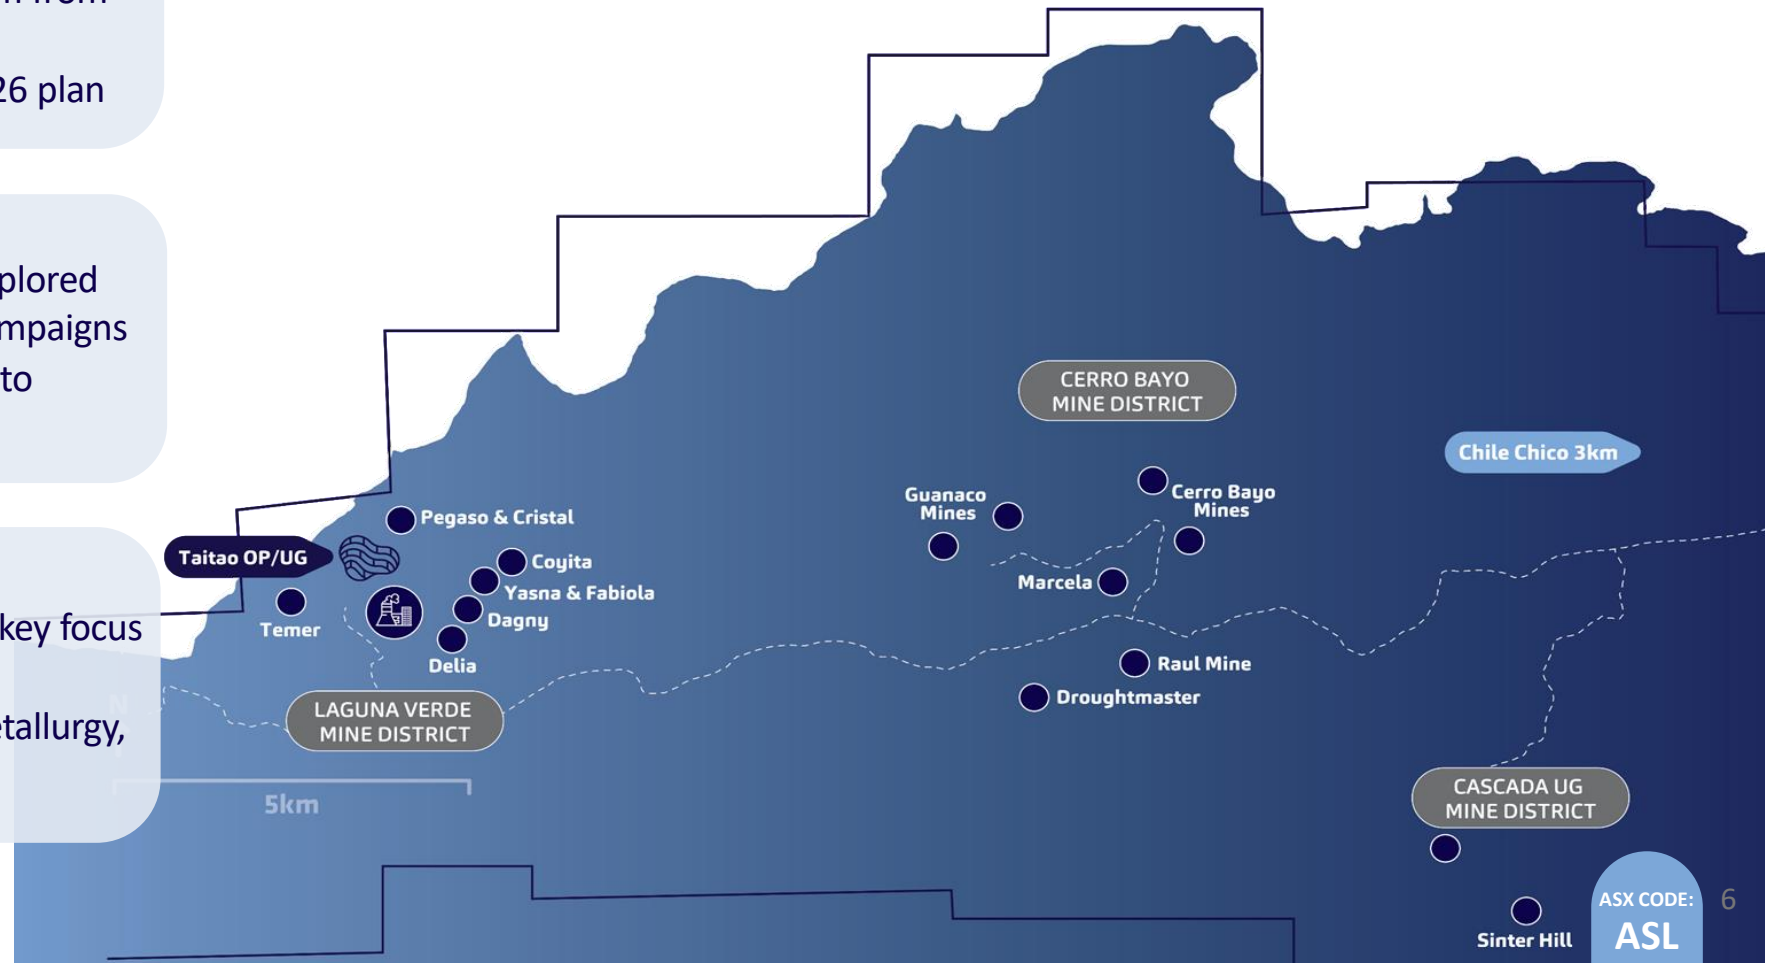 26 plan
plored
mpaigns
to
key focus
etallurgy,
CERRO BAYO
MINE DISTRICT
Chile Chico 3km
Guanaco
Mines
Cerro Bayo
Mines
Pegaso & Cristal
Taitao OP/UG
Coyita
Yasna & Fabiola
Marcela
Temer
Dagny
Delia
Raul Mine
Droughtmaster
LAGUNA VERDE
MINE DISTRICT
N
5km
CASCADA UG
MINE DISTRICT
Sinter Hill
ASX CODE:
ASL
6